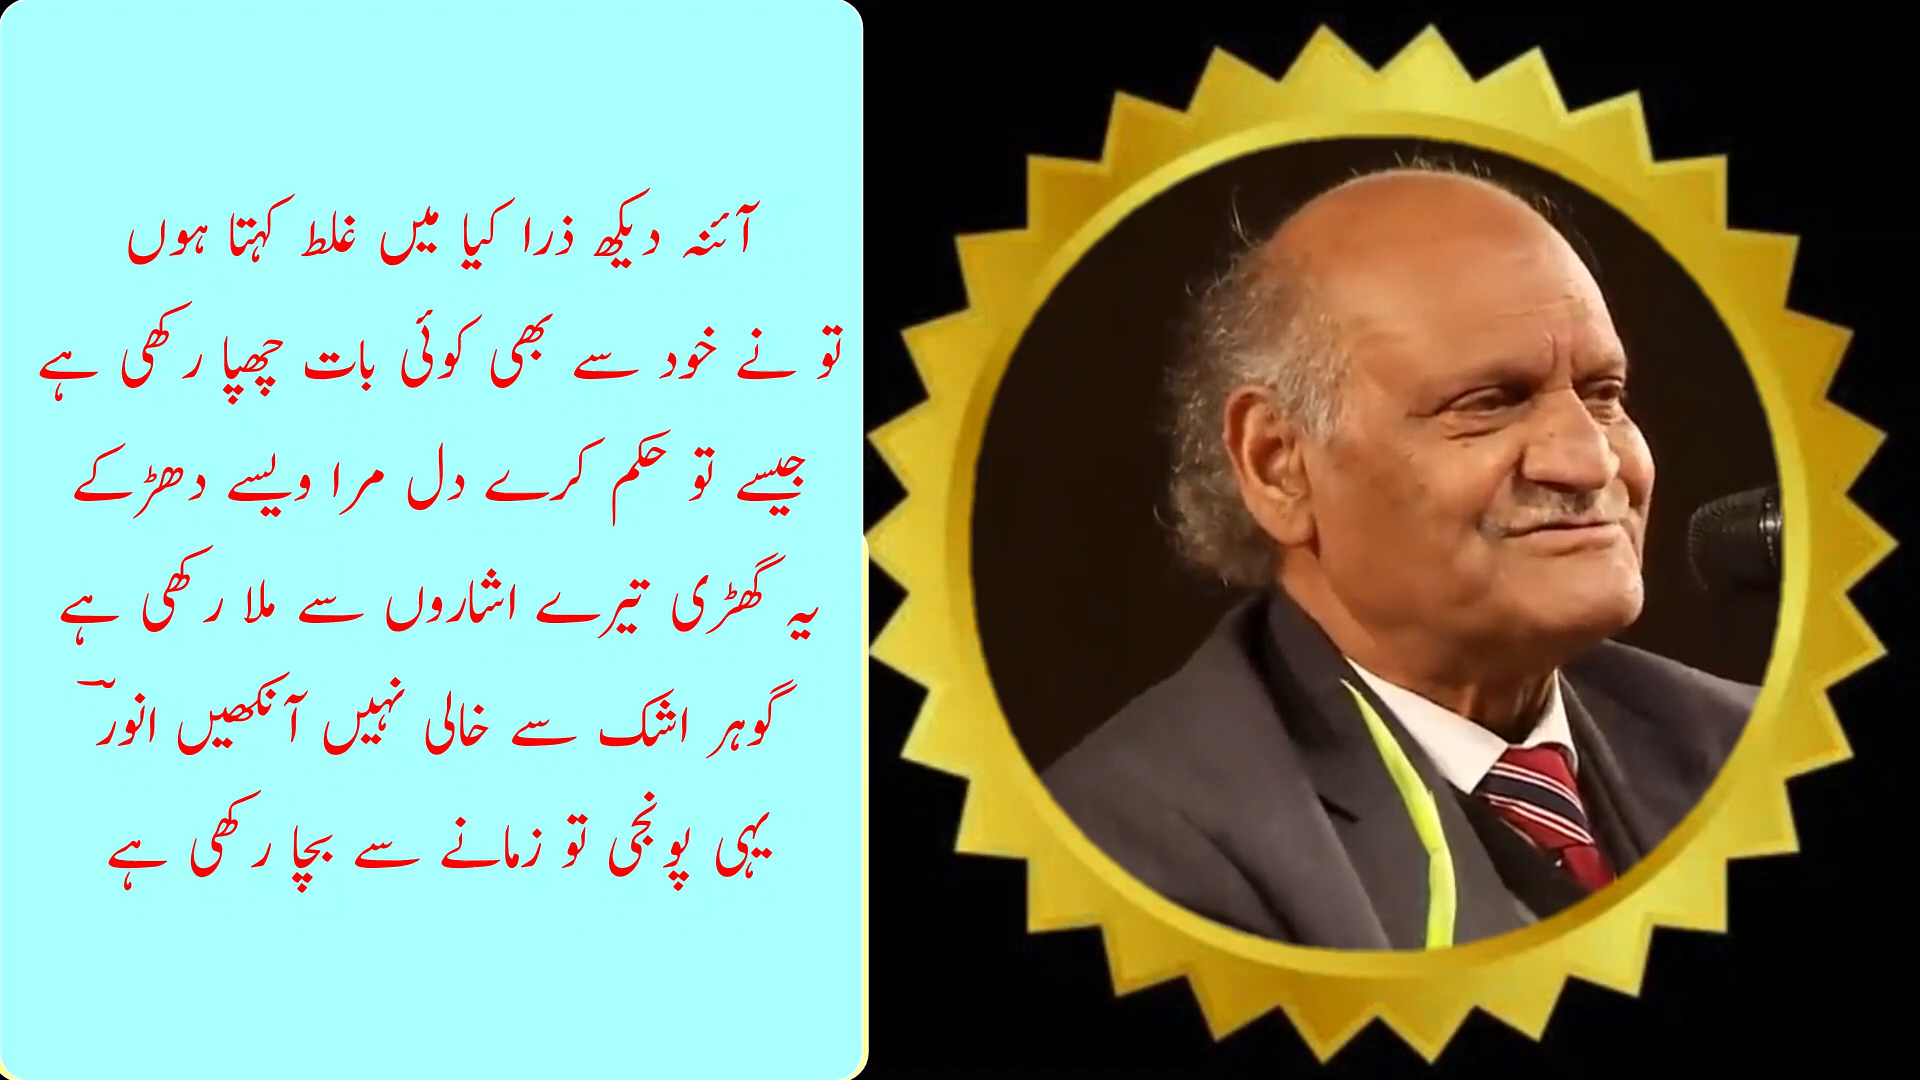 آئنہ دیکھ ذرا کیا میں غلط کہتا ہوں
تو نے خود سے بھی کوئی بات چھپا رکھی ہے
جیسے تو حکم کرے دل مرا ویسے دھڑکے
یہ گھڑی تیرے اشاروں سے ملا رکھی ہے
گوہر اشک سے خالی نہیں آنکھیں انورؔ
یہی پونجی تو زمانے سے بچا رکھی ہے